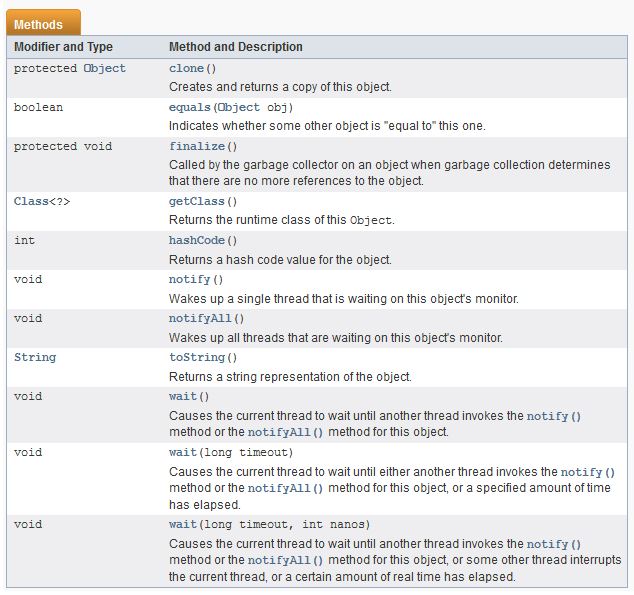 Methods
Modifier and Type Method and Description
protected Object clone()
Creates and returns a copy of this object.
boolean equals(Object obj)
Indicates whether some other object is "equal to" this one.
protected void finalize()
Called by the garbage collector on an object when garbage collection determines
that there are no more references to the object.
Class<?> getClass()
Returns the runtime class of this Object.
int hashCode()
Returns a hash code value for the object.
void notify()
Wakes up a single thread that is waiting on this object's monitor.
void notifyAll()
Wakes up all threads that are waiting on this object's monitor.
String toString()
Returns a string representation of the object.
void wait()
Causes the current thread to wait until another thread invokes the notify()
method or the notifyAll() method for this object.
void wait(long timeout)
Causes the current thread to wait until either another thread invokes the notify()
method or the notifyAll() method for this object, or a specified amount of time
has elapsed.
void wait(long timeout, int nanos)
Causes the current thread to wait until another thread invokes the notify()
method or the notifyAll() method for this object, or some other thread interrupts
the current thread, or a certain amount of real time has elapsed.